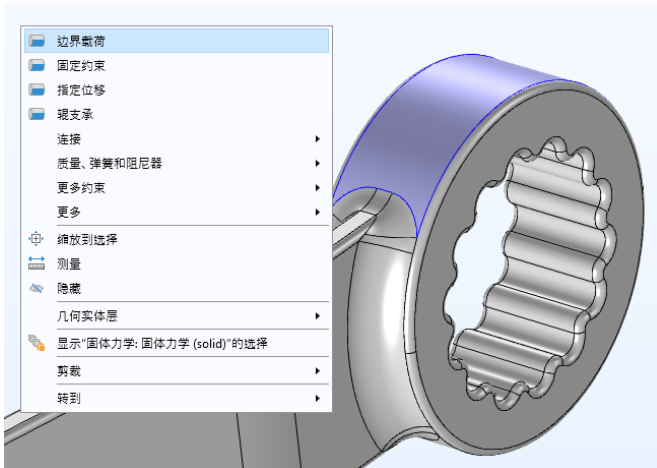 边界载荷
固定约束
指定位移
辊支承
连接
质量、弹簧和阻尼器
更多约束
更多
缩放到选择
测量
隐藏
几何实体层
显示“固体力学: 固体力学 (solid)”的选择
剪裁
转到